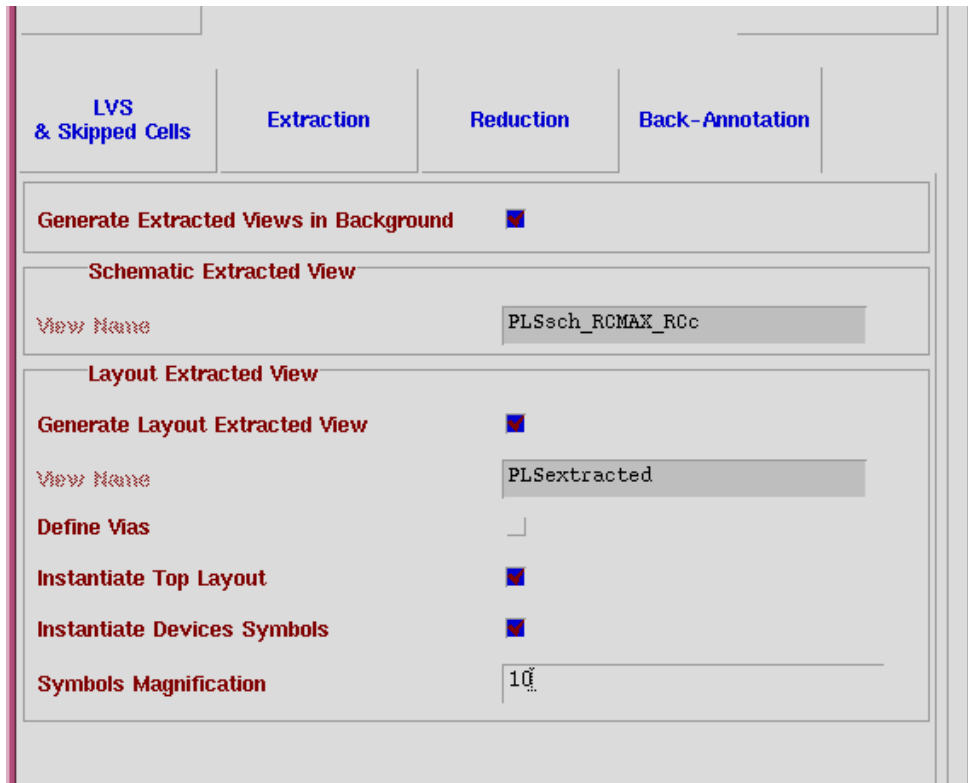 LVS
& Skipped Cells
Extraction
Reduction
Back-Annotation
Generate Extracted Views in Background
Schematic Extracted View
View Name
PLSsch_RCMAX_RCc
Layout Extracted View
Generate Layout Extracted View
View Name
PLSextracted
Define Vias
Instantiate Top Layout
Instantiate Devices Symbols
Symbols Magnification
10